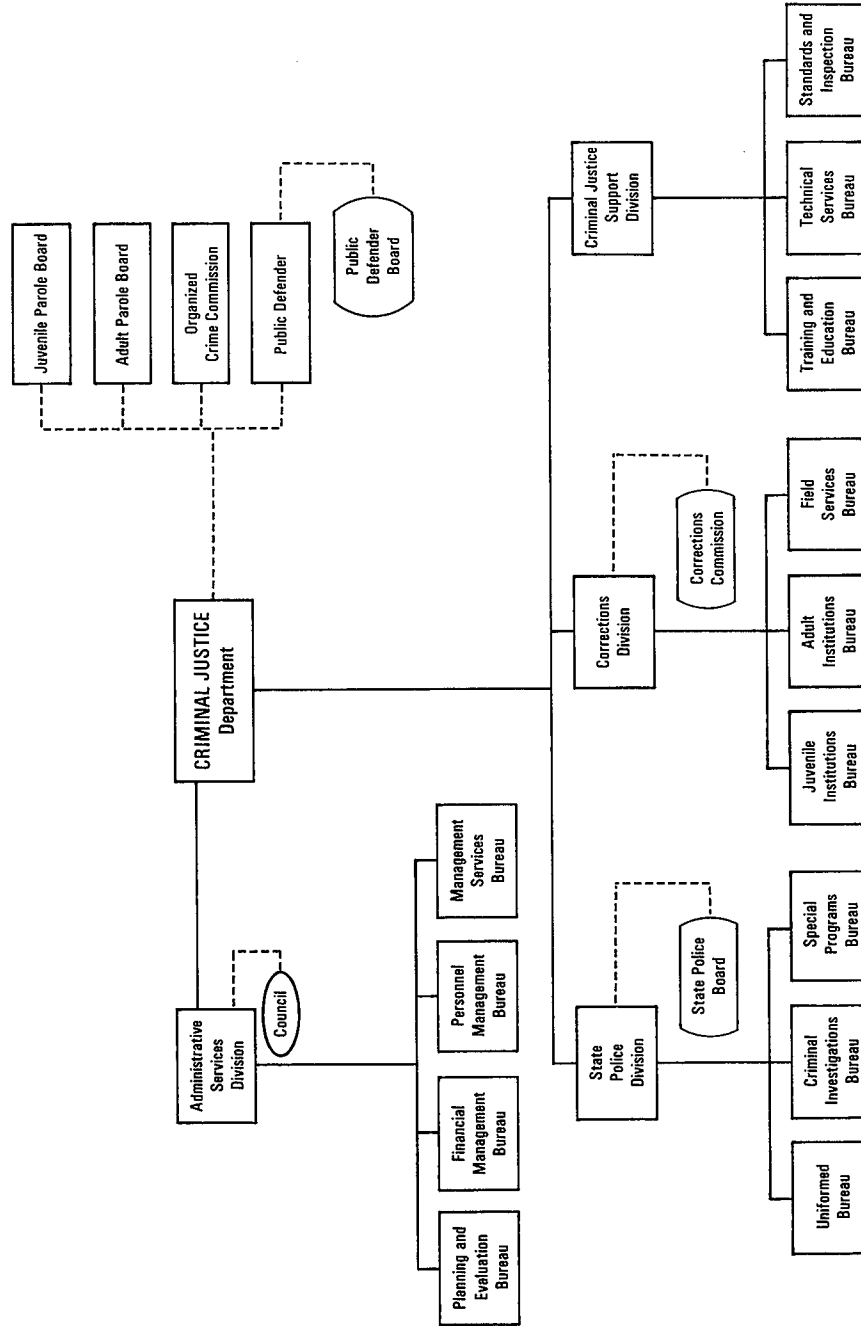 CRIMINAL JUSTICE
Department
Juvenile Parole Board
Adult Parole Board
Organized
Crime Commission
Public Defender
Public
Defender
Board
Administrative
Services
Division
Council
Planning and
Evaluation
Bureau
Financial
Management
Bureau
Personnel
Management
Bureau
Management
Services
Bureau
State
Police
Division
State Police
Board
Corrections
Division
Corrections
Commission
Criminal Justice
Support
Division
Uniformed
Bureau
Criminal
Investigations
Bureau
Special
Programs
Bureau
Juvenile
Institutions
Bureau
Adult
Institutions
Bureau
Field
Services
Bureau
Training and
Education
Bureau
Technical
Services
Bureau
Standards and
Inspection
Bureau